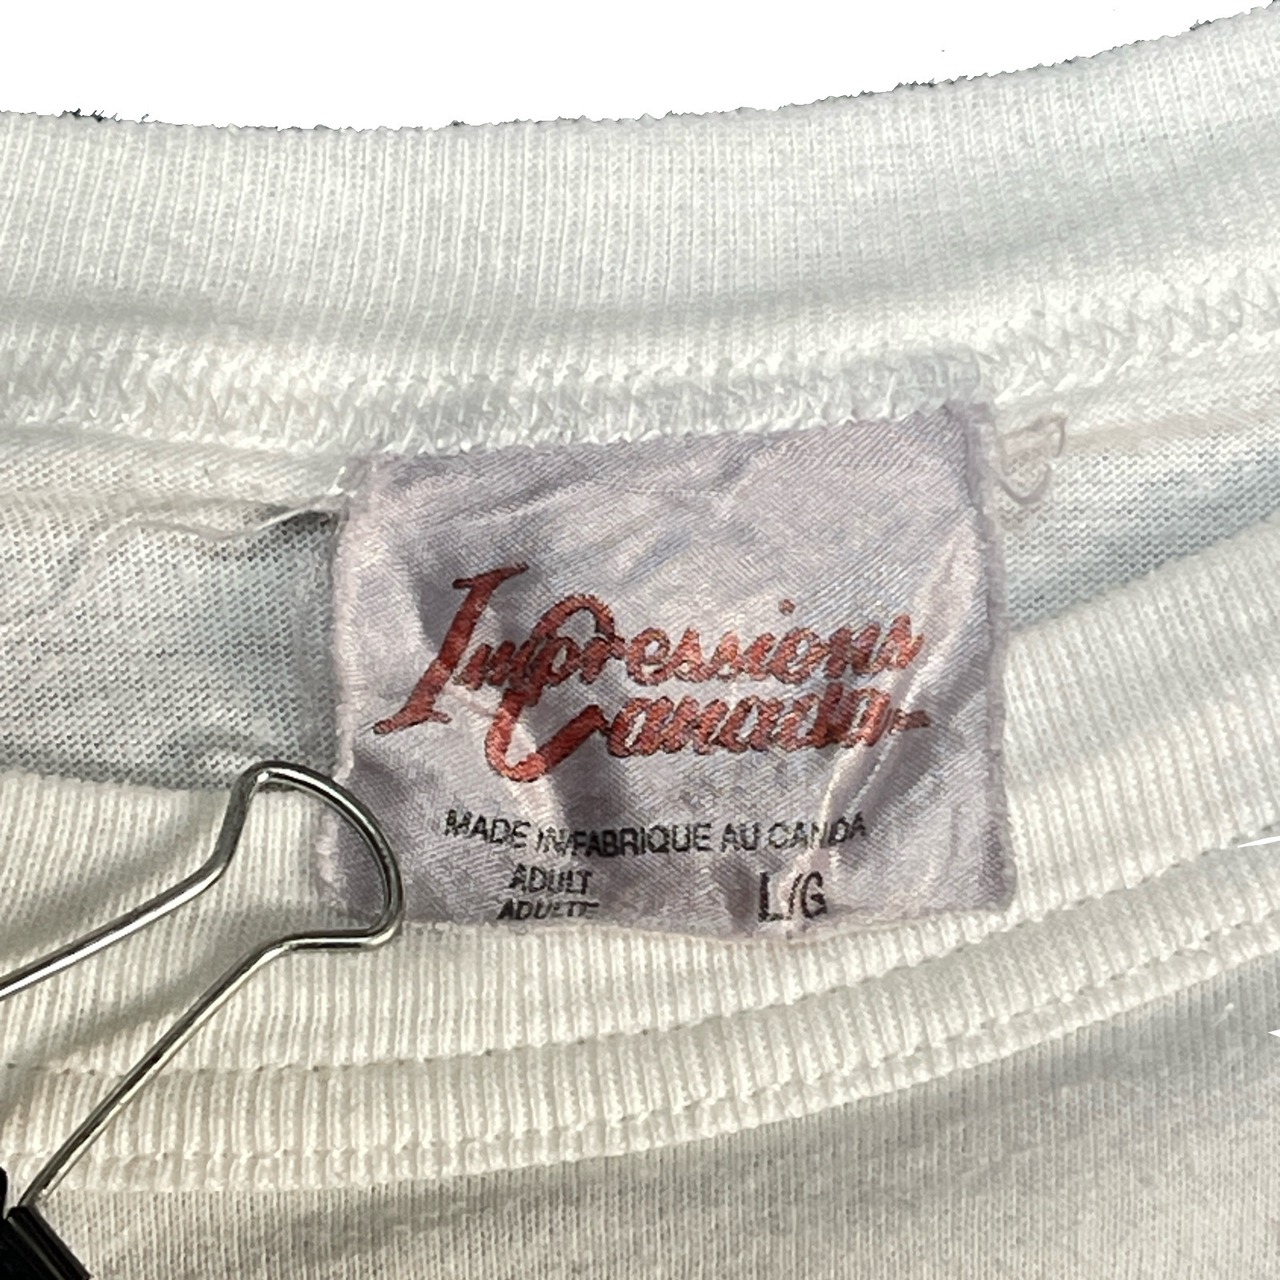 Impressions
Canada
MADE IN/FABRIQUE AU CANDA
ADULT
ADULTE L/G